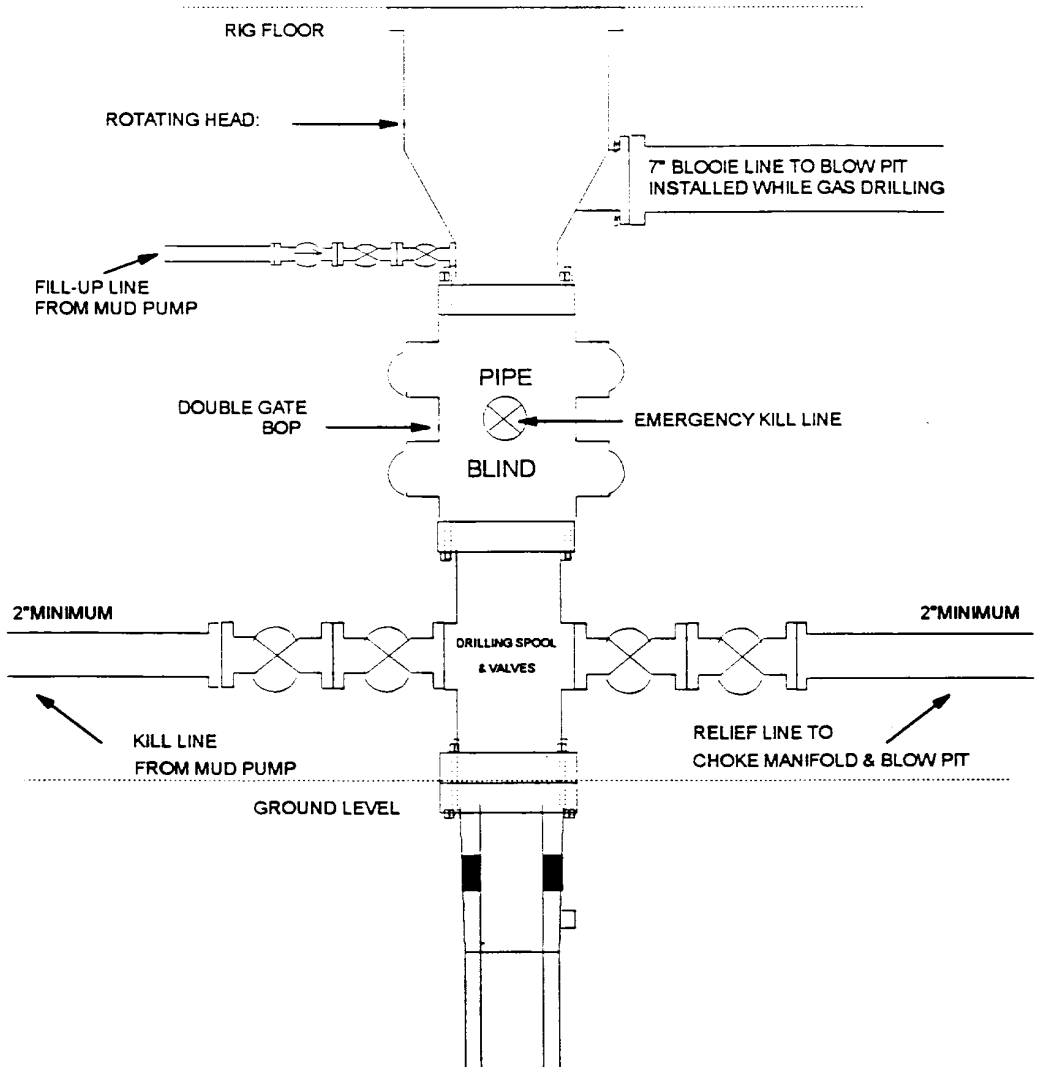 RIG FLOOR
ROTATING HEAD:
7" BLOOIE LINE TO BLOW PIT
INSTALLED WHILE GAS DRILLING
FILL-UP LINE
FROM MUD PUMP
PIPE
DOUBLE GATE
BOP
EMERGENCY KILL LINE
BLIND
2"MINIMUM
2"MINIMUM
DRILLING SPOOL
& VALVES
KILL LINE
FROM MUD PUMP
RELIEF LINE TO
CHOKE MANIFOLD & BLOW PIT
GROUND LEVEL